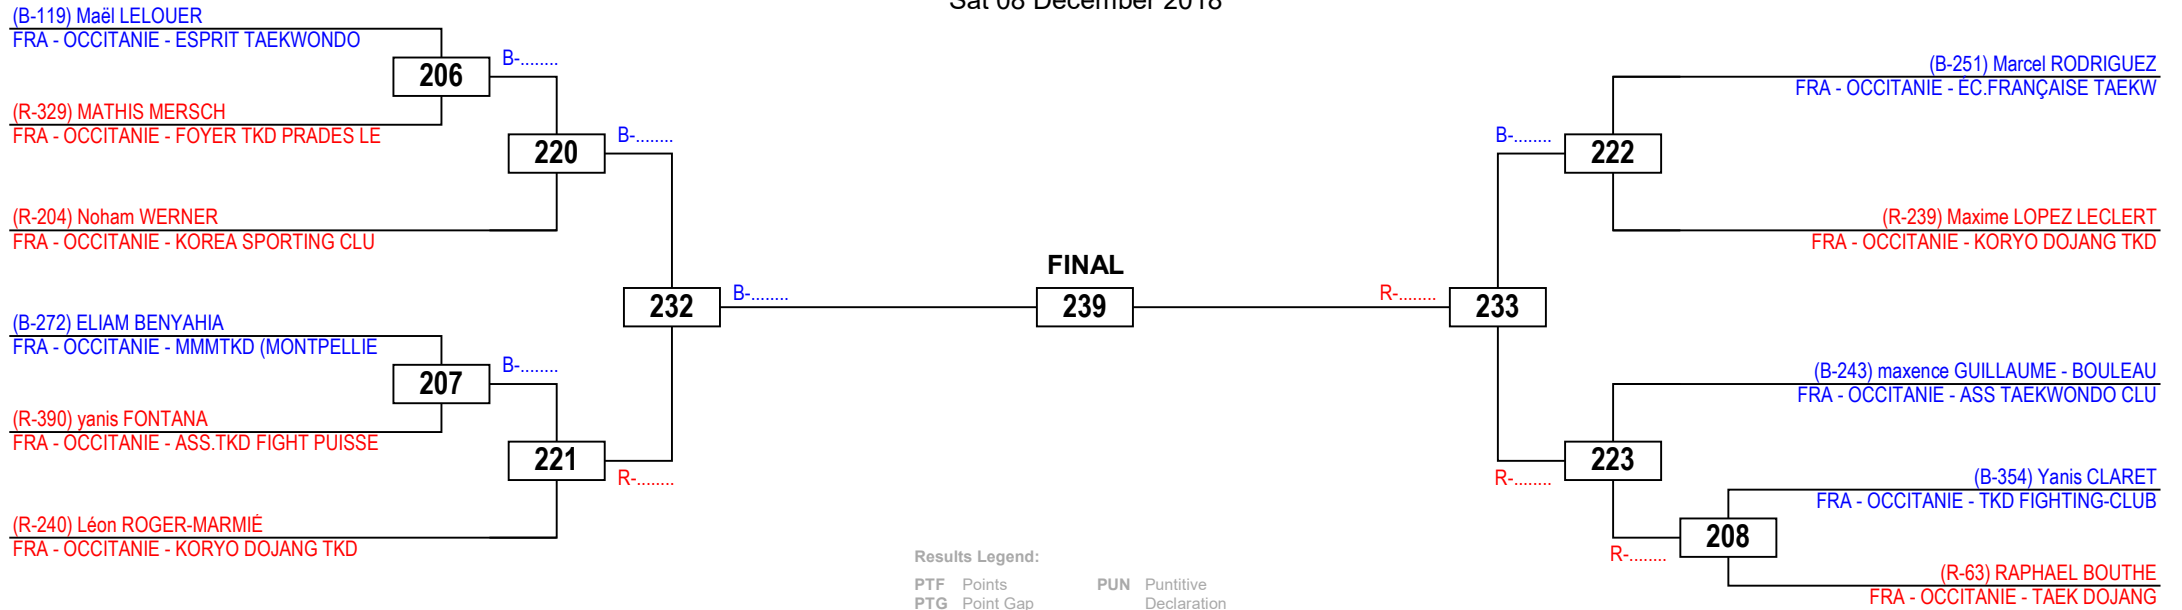 Sat 08 December 2018
(B-119) Maël LELOUER
FRA - OCCITANIE - ESPRIT TAEKWONDO
206
B-........
(R-329) MATHIS MERSCH
FRA - OCCITANIE - FOYER TKD PRADES LE
220
B-........
(R-204) Noham WERNER
FRA - OCCITANIE - KOREA SPORTING CLU
232
B-........
(B-272) ELIAM BENYAHIA
FRA - OCCITANIE - MMMTKD (MONTPELLIE
207
B-........
(R-390) yanis FONTANA
FRA - OCCITANIE - ASS.TKD FIGHT PUISSE
221
R-........
(R-240) Léon ROGER-MARMIÉ
FRA - OCCITANIE - KORYO DOJANG TKD
FINAL
239
(B-251) Marcel RODRIGUEZ
FRA - OCCITANIE - ÉC.FRANÇAISE TAEKW
B-........
222
(R-239) Maxime LOPEZ LECLERT
FRA - OCCITANIE - KORYO DOJANG TKD
R-........
233
(B-243) maxence GUILLAUME - BOULEAU
FRA - OCCITANIE - ASS TAEKWONDO CLU
R-........
223
(B-354) Yanis CLARET
FRA - OCCITANIE - TKD FIGHTING-CLUB
208
R-........
(R-63) RAPHAEL BOUTHE
FRA - OCCITANIE - TAEK DOJANG
Results Legend:
PTF Points PUN Puntitive
PTG Point Gap Declaration